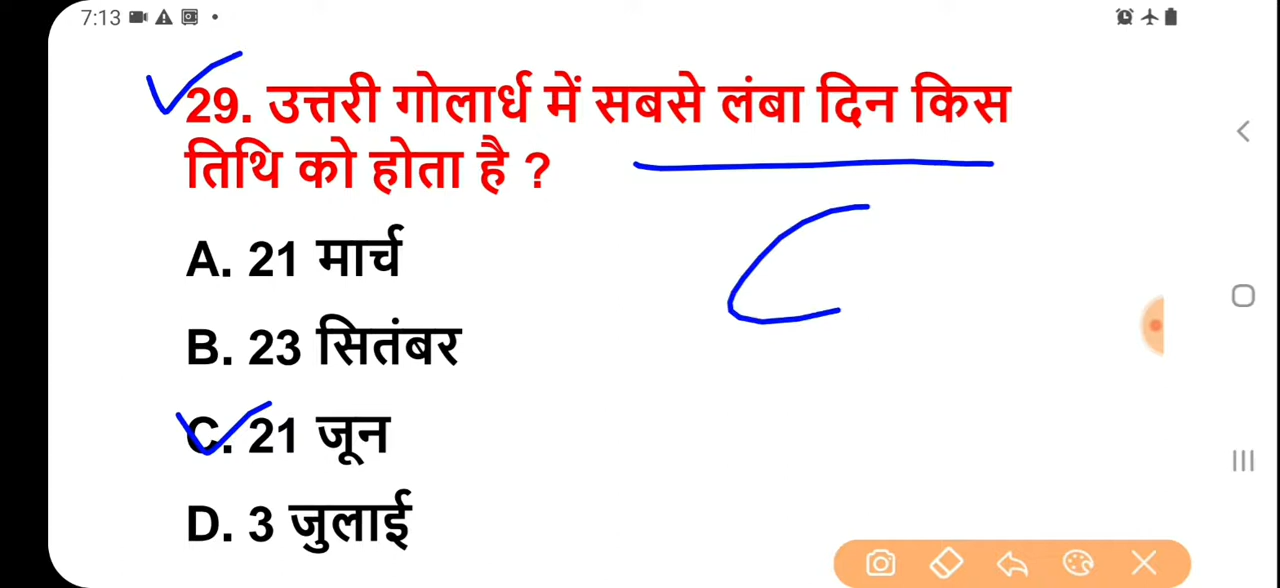 7:13
29. उत्तरी गोलार्ध में सबसे लंबा दिन किस
तिथि को होता है ?
C
A. 21 मार्च
B. 23 सितंबर
C. 21 जून
D. 3 जुलाई